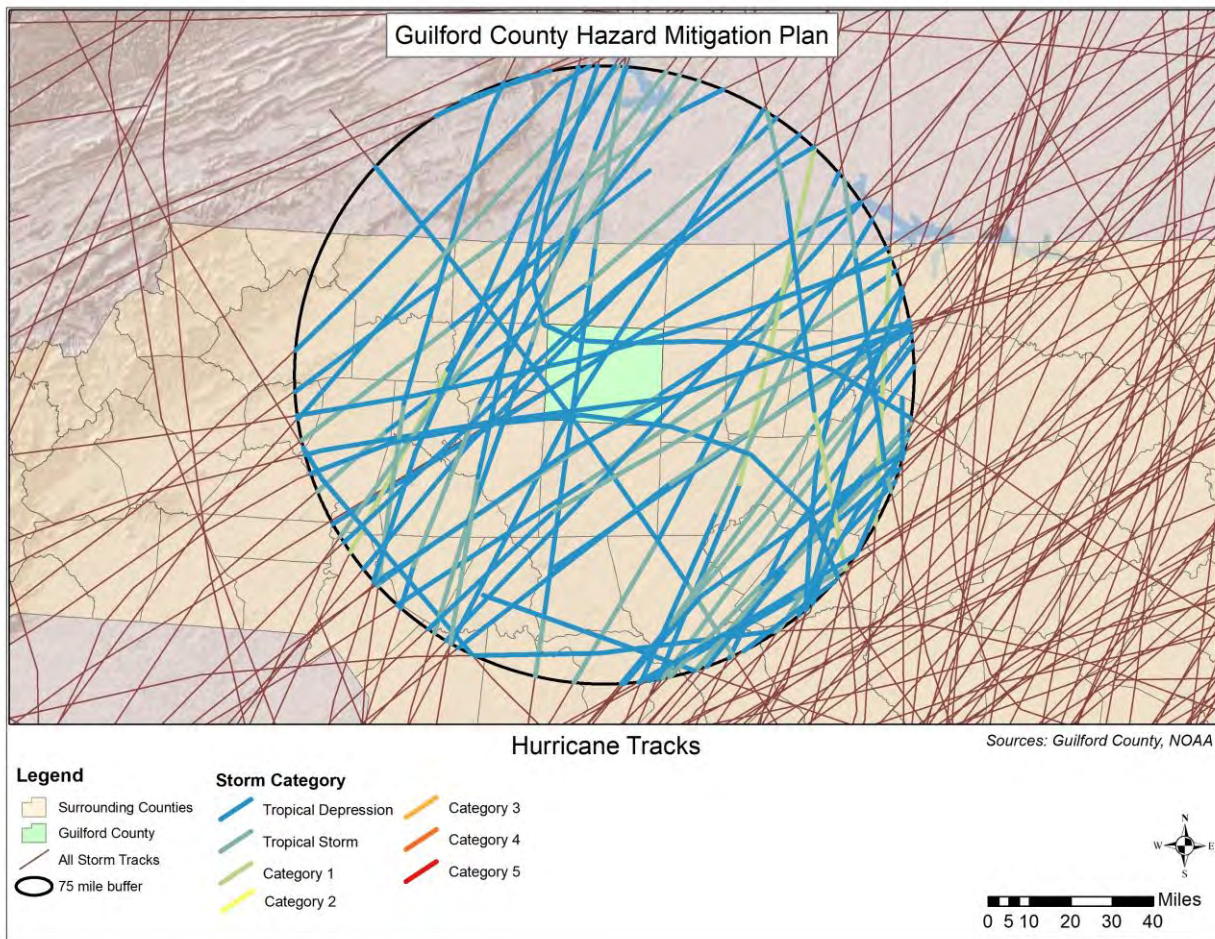 Guilford County Hazard Mitigation Plan
Hurricane Tracks
Sources: Guilford County, NOAA
Legend
Surrounding Counties
Guilford County
All Storm Tracks
75 mile buffer
Storm Category
Tropical Depression
Tropical Storm
Category 1
Category 2
Category 3
Category 4
Category 5
N
W E
S
Miles
0 5 10 20 30 40